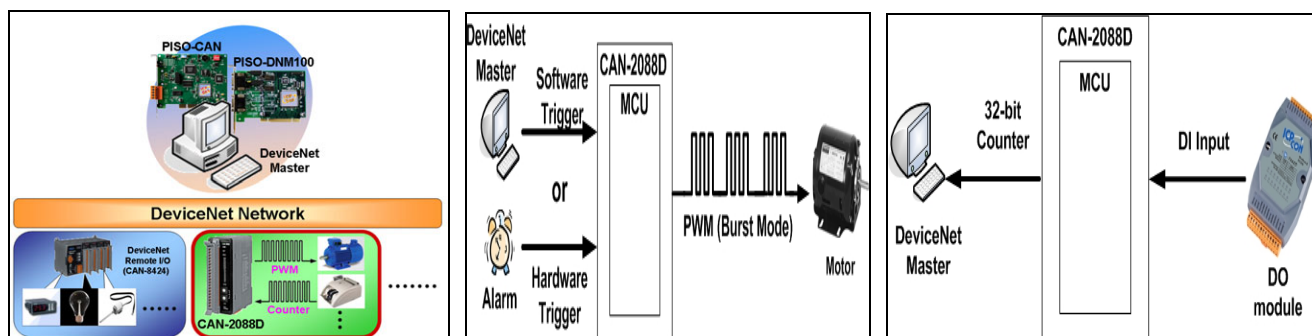 PISO-CAN
PISO-DNM100
DeviceNet
Master
DeviceNet Network
DeviceNet
Remote I/O
(CAN-8424)
PWM
Counter
CAN-2088D
DeviceNet
Master
Software
Trigger
or
Alarm
Hardware
Trigger
CAN-2088D
MCU
PWM (Burst Mode)
Motor
CAN-2088D
MCU
32-bit
Counter
DeviceNet
Master
DI Input
ICP
CON
DO
module